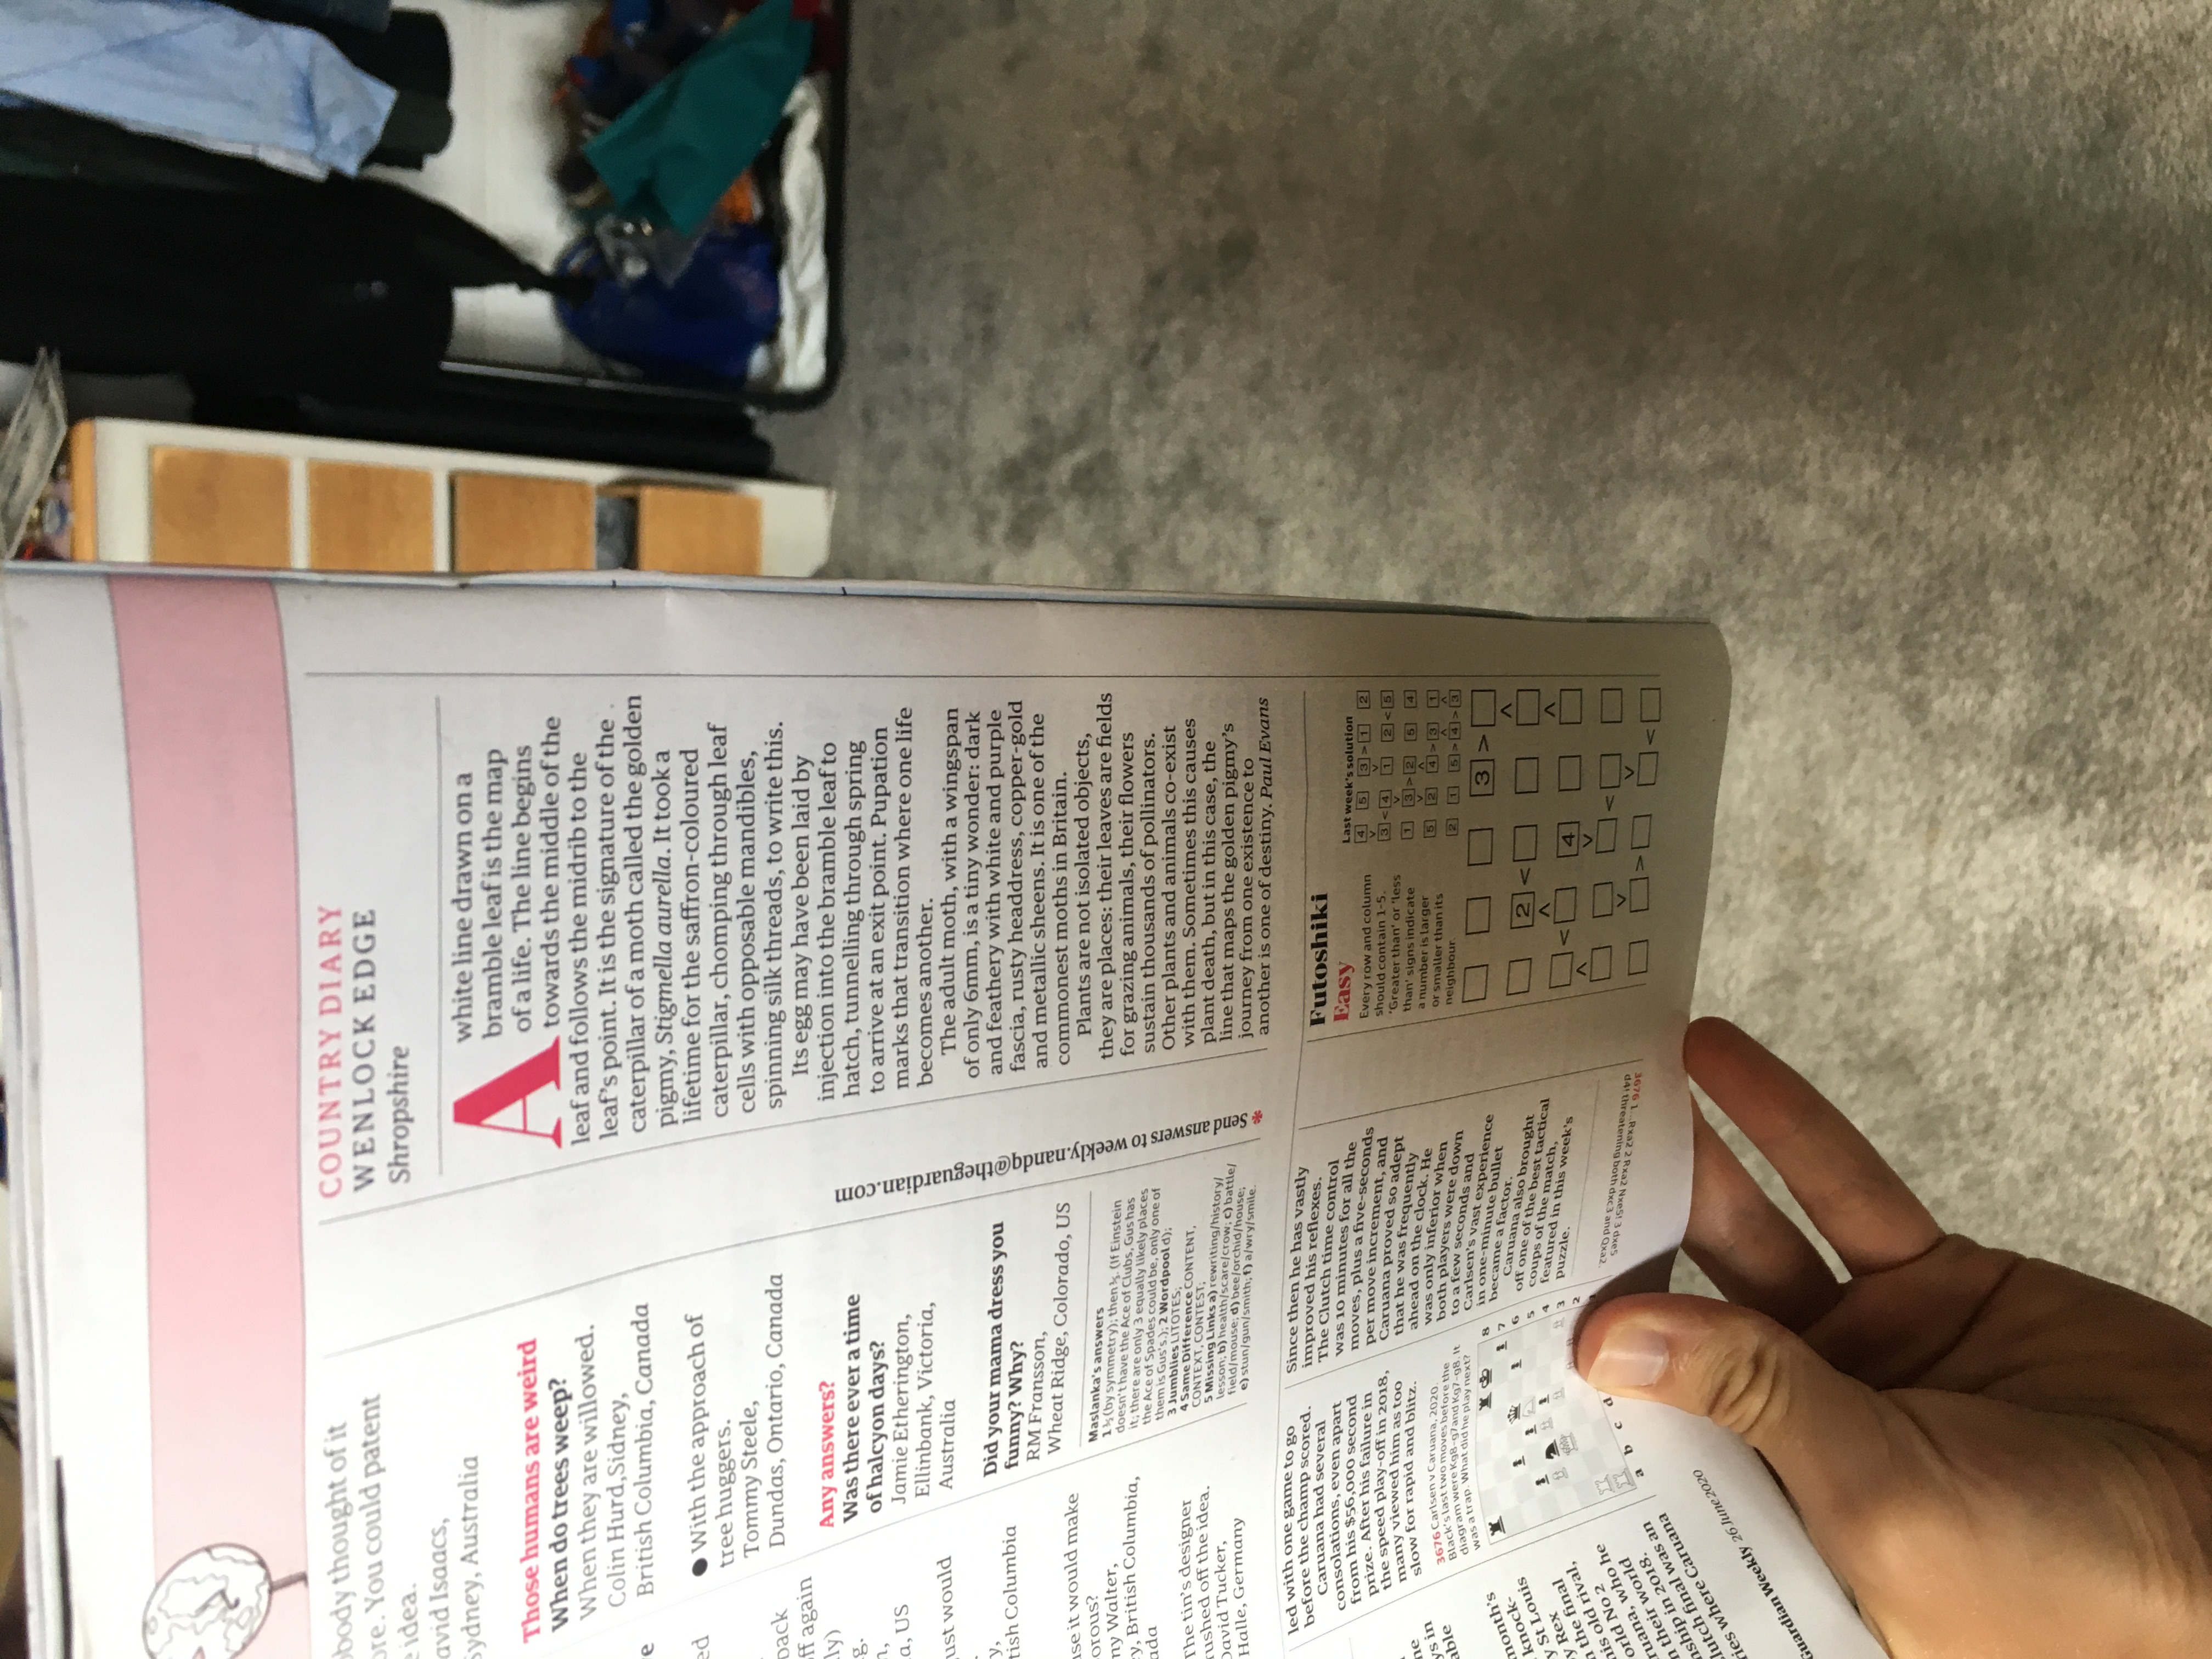 body thought of it
ore. You could patent
e idea.
avid Isaacs,
Sydney, Australia
Those humans are weird
When do trees weep?
When they are willowed.
Colin Hurd,Sidney,
British Columbia, Canada
● With the approach of
tree huggers.
Tommy Steele,
Dundas, Ontario, Canada
Any answers?
Was there ever a time
of halcyon days?
Jamie Etherington,
Ellinbank, Victoria,
Australia
Did your mama dress you
funny? Why?
RM Fransson,
Wheat Ridge, Colorado, US
Maslanka's answers
1 ½ (by symmetry); then ⅓. (If Einstein
doesn't have the Ace of Clubs, Gus has
it; there are only 3 equally likely places
the Ace of Spades could be, only one of
them is Gus's.); 2 Wordpool d);
3 Jumblies LITOTES;
4 Same Difference CONTENT,
CONTEXT, CONTEST;
5 Missing Links a) rewriting/history/
lesson; b) health/scare/crow; c) battle/
field/mouse; d) bee/orchid/house;
e) stun/gun/smith; f) a/wry/smile.
ed
back
ff again
ly)
g.
a, US
ust would
y,
tish Columbia
use it would make
orous?
ny Walter,
ey, British Columbia,
ada
The tin's designer
rushed off the idea.
David Tucker,
Halle, Germany
✱ Send answers to weekly.nandq@theguardian.com
COUNTRY DIARY
WENLOCK EDGE
Shropshire
A white line drawn on a
bramble leaf is the map
of a life. The line begins
towards the middle of the
leaf and follows the midrib to the
leaf's point. It is the signature of the
caterpillar of a moth called the golden
pigmy, Stigmella aurella. It took a
lifetime for the saffron-coloured
caterpillar, chomping through leaf
cells with opposable mandibles,
spinning silk threads, to write this.
Its egg may have been laid by
injection into the bramble leaf to
hatch, tunnelling through spring
to arrive at an exit point. Pupation
marks that transition where one life
becomes another.
The adult moth, with a wingspan
of only 6mm, is a tiny wonder: dark
and feathery with white and purple
fascia, rusty headdress, copper-gold
and metallic sheens. It is one of the
commonest moths in Britain.
Plants are not isolated objects,
they are places: their leaves are fields
for grazing animals, their flowers
sustain thousands of pollinators.
Other plants and animals co-exist
with them. Sometimes this causes
plant death, but in this case, the
line that maps the golden pigmy's
journey from one existence to
another is one of destiny. Paul Evans
month's
knock-
y St Louis
y Rex
n the final
his old rival,
orld No 2
ruana, who he
n their world
nship in 2018.
lutch final was an
ries where Caruana
led with one game to go
before the champ scored.
Caruana had several
consolations, even apart
from his $56,000 second
prize. After his failure in
the speed play-off in 2018,
many viewed him as too
slow for rapid and blitz.
3676 Carlsen v Caruana, 2020.
Black's last two moves before the
diagram were Kg8-g7 and Kg7-g8. It
was a trap. What did he play next?
8
7
6
5
4
3
2
a b c d
Since then he has vastly
improved his reflexes.
The Clutch time control
was 10 minutes for all the
moves, plus a five-seconds
per move increment, and
Caruana proved so adept
that he was frequently
ahead on the clock. He
was only inferior when
both players were down
to a few seconds and
Carlsen's vast experience
in one-minute bullet
became a factor.
Caruana also brought
off one of the best tactical
coups of the match,
featured in this week's
puzzle.
3676 1...Rxa2 2 Rxa2 Nxe5! 3 dxe5
d4! threatening both dxc3 and Qxa2.
Futoshiki
Easy
Every row and column
should contain 1-5.
'Greater than' or 'less
than' signs indicate
a number is larger
or smaller than its
neighbour.
Last week's solution
4 5 3 > 1 2
3 < 4 1 2 < 5
1 3 > 2 5 4
5 2 4 > 3 1
2 1 5 > 4 > 3
3 >
2 <
< 4
<
> <
Guardian Weekly 26 June 2020